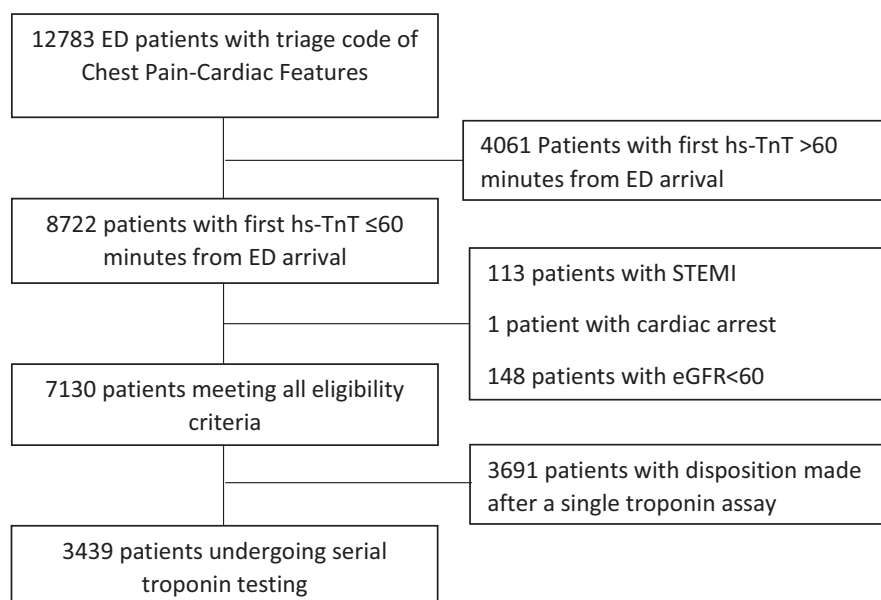 12783 ED patients with triage code of
Chest Pain-Cardiac Features
4061 Patients with first hs-TnT >60
minutes from ED arrival
8722 patients with first hs-TnT ≤60
minutes from ED arrival
113 patients with STEMI
1 patient with cardiac arrest
148 patients with eGFR<60
7130 patients meeting all eligibility
criteria
3691 patients with disposition made
after a single troponin assay
3439 patients undergoing serial
troponin testing